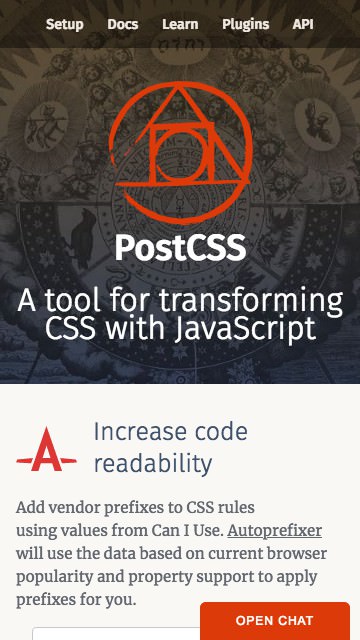 Setup Docs Learn Plugins API
PostCSS
A tool for transforming
CSS with JavaScript
Increase code
readability
Add vendor prefixes to CSS rules
using values from Can I Use. Autoprefixer
will use the data based on current browser
popularity and property support to apply
prefixes for you.
OPEN CHAT